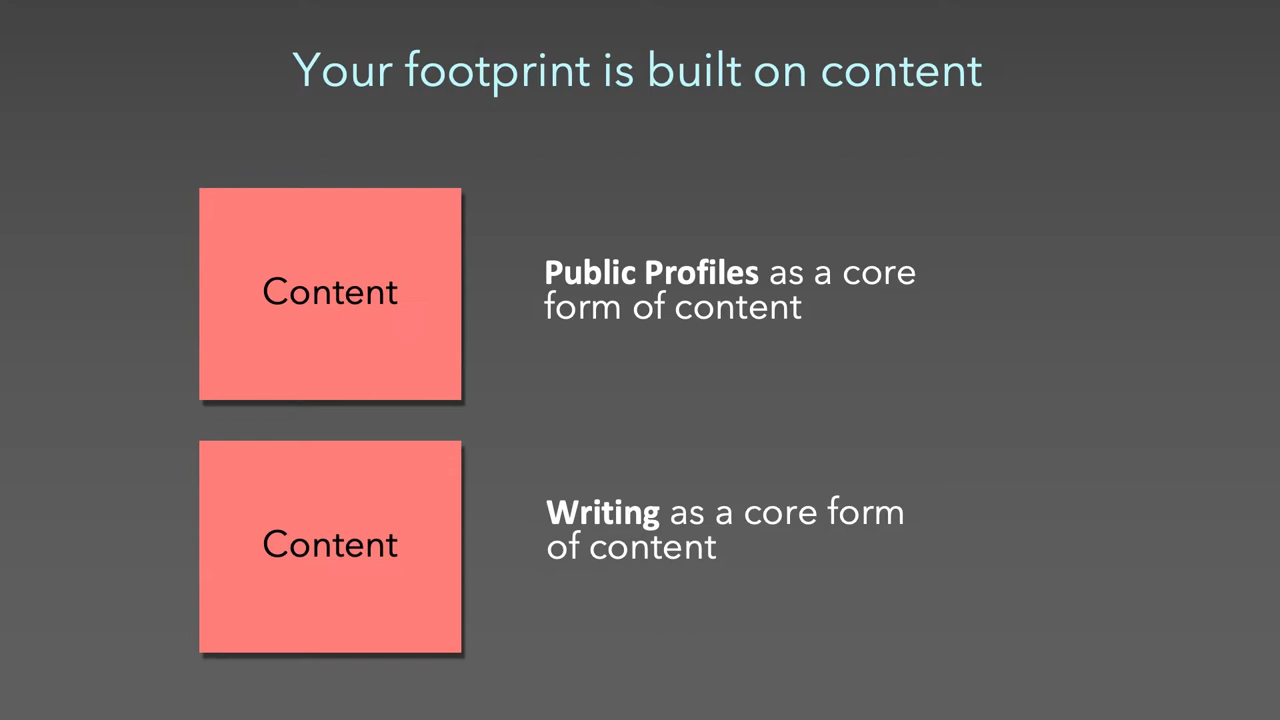 Your footprint is built on content
Content
Public Profiles as a core
form of content
Content
Writing as a core form
of content